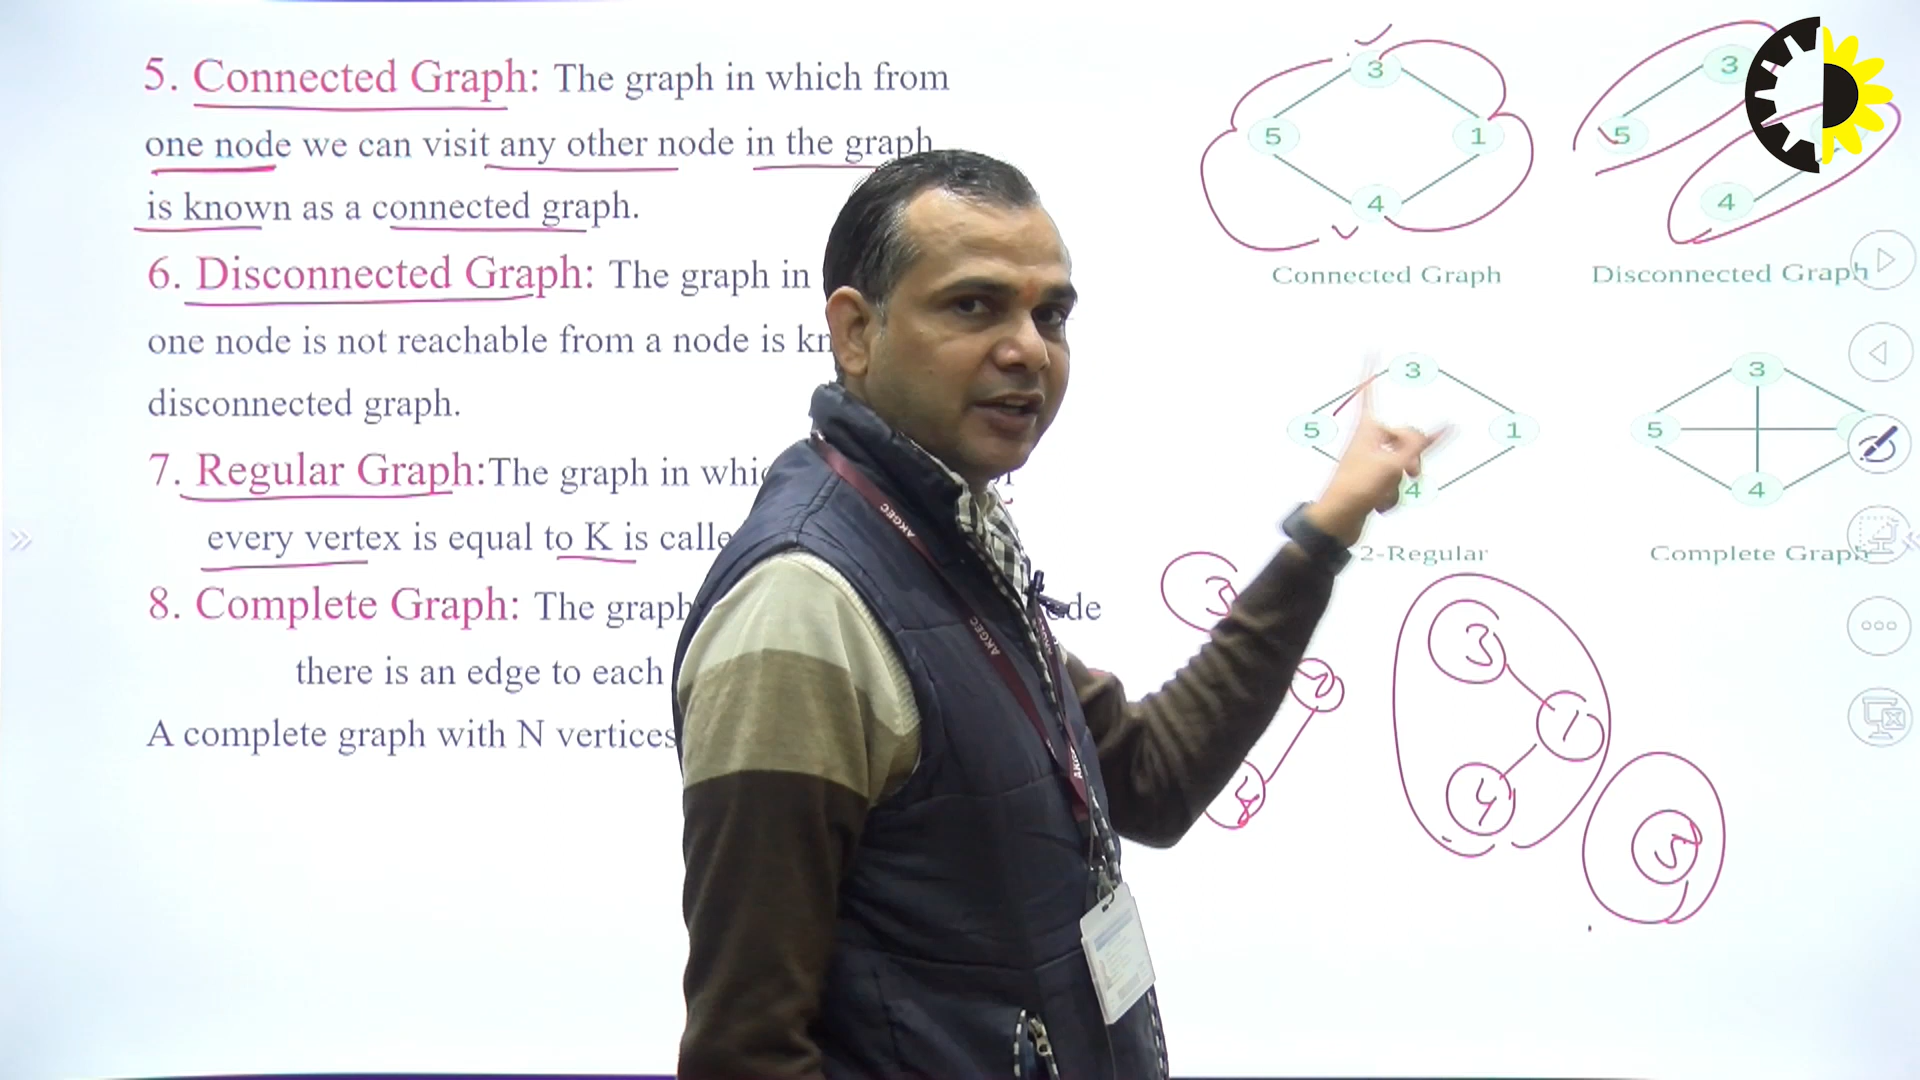 5. Connected Graph: The graph in which from
one node we can visit any other node in the graph
is known as a connected graph.
6. Disconnected Graph: The graph in
one node is not reachable from a node is
disconnected graph.
7. Regular Graph:The graph in
every vertex is equal to K is
8. Complete Graph: The graph
there is an edge to each
A complete graph with N vertices
3
5 1
4
Connected Graph
3
5
4
Disconnected Graph
3
5 1
4
2-Regular
3
5
4
Complete Graph
3
1
4
5
AKGEC
AKGEC